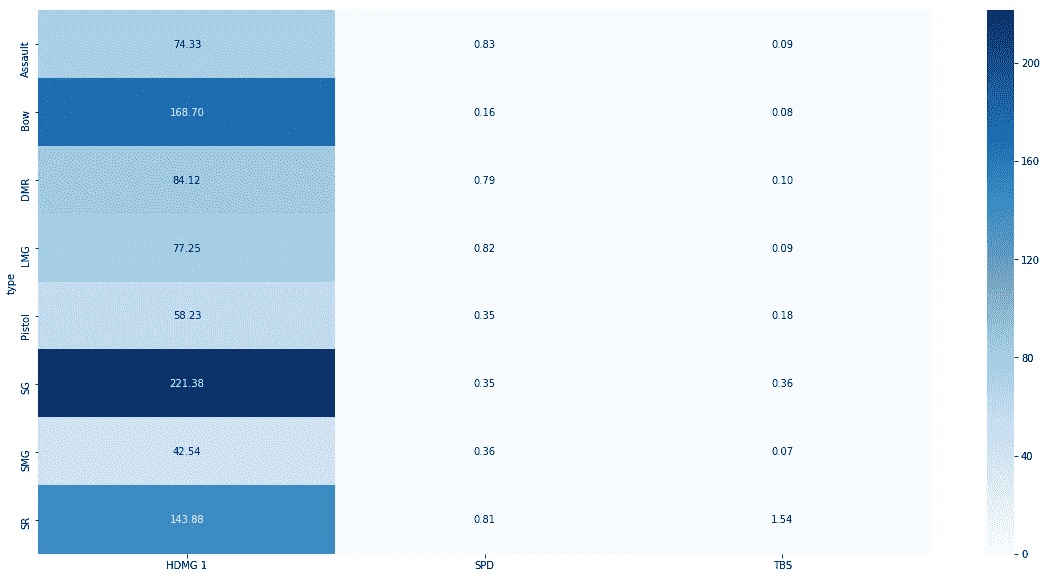 type
Assault 74.33 0.83 0.09
Bow 168.70 0.16 0.08
DMR 84.12 0.79 0.10
LMG 77.25 0.82 0.09
Pistol 58.23 0.35 0.18
SG 221.38 0.35 0.36
SMG 42.54 0.36 0.07
SR 143.88 0.81 1.54
HDMG 1 SPD TBS
200
160
120
80
40
0